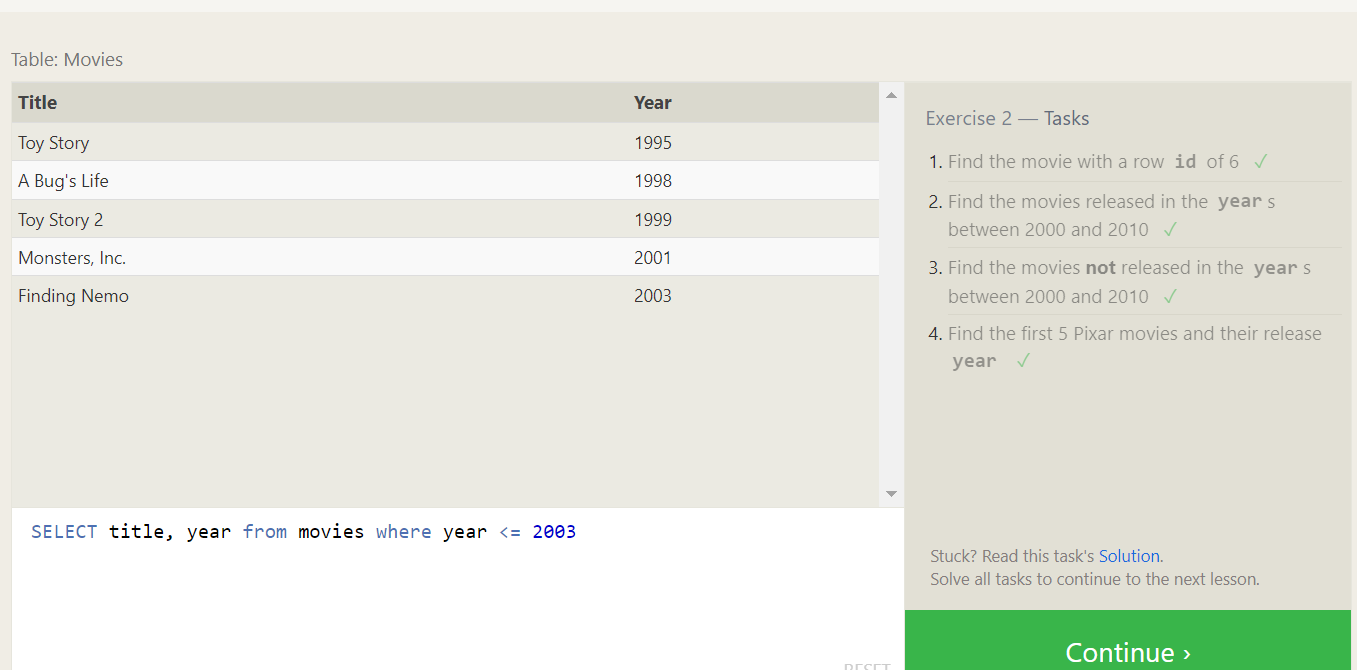 Table: Movies
Title Year
Toy Story 1995
A Bug's Life 1998
Toy Story 2 1999
Monsters, Inc. 2001
Finding Nemo 2003
SELECT title, year from movies where year <= 2003
RESET
Exercise 2 — Tasks
1. Find the movie with a row id of 6 ✓
2. Find the movies released in the year s
between 2000 and 2010 ✓
3. Find the movies not released in the year s
between 2000 and 2010 ✓
4. Find the first 5 Pixar movies and their release
year ✓
Stuck? Read this task's Solution.
Solve all tasks to continue to the next lesson.
Continue ›